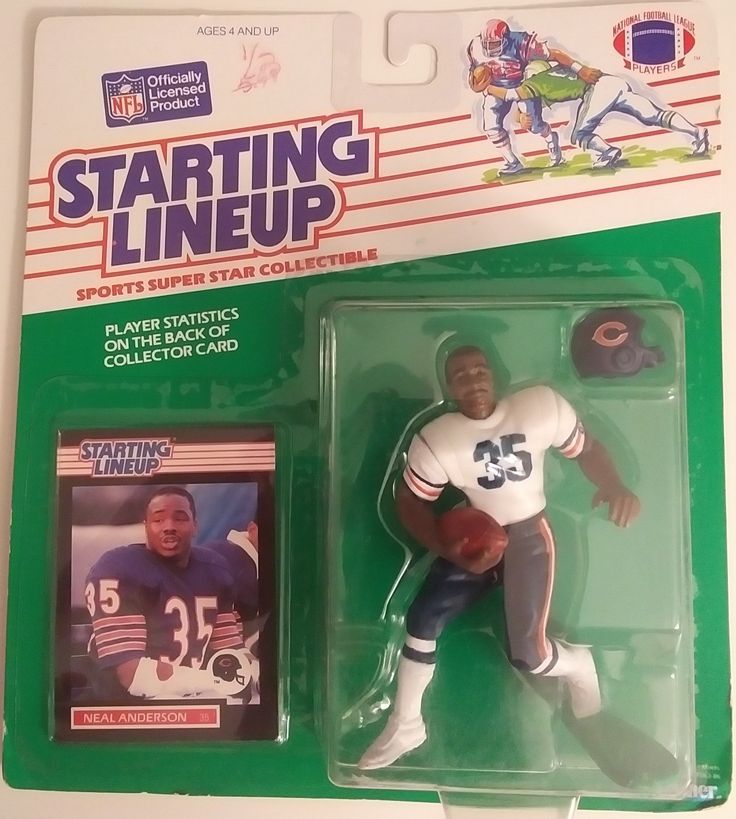 AGES 4 AND UP
NFL
Officially
Licensed
Product
NATIONAL FOOTBALL LEAGUE
PLAYERS
TM
STARTING
LINEUP
SPORTS SUPER STAR COLLECTIBLE
PLAYER STATISTICS
ON THE BACK OF
COLLECTOR CARD
STARTING
LINEUP
35
35
NEAL ANDERSON 35
35
C